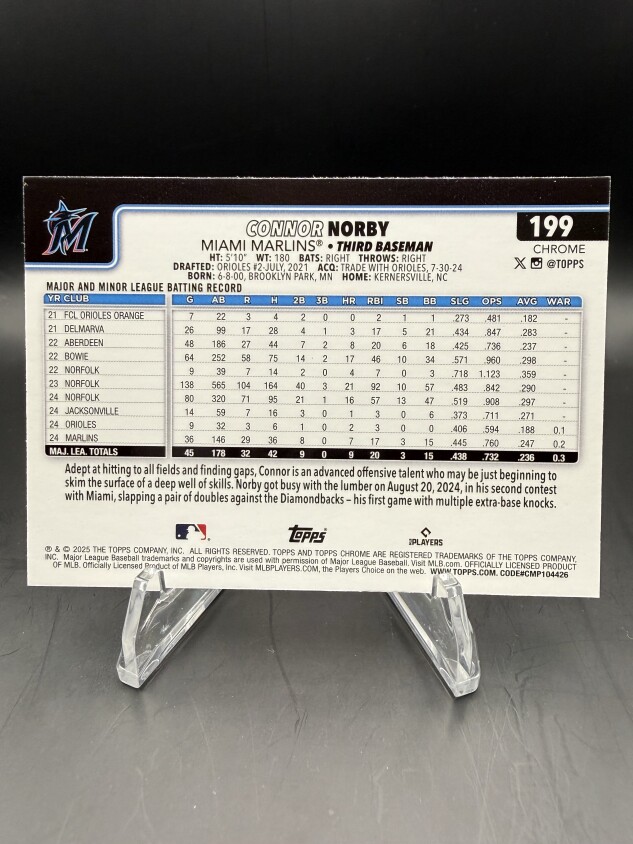 M
CONNOR NORBY
199
MIAMI MARLINS® • THIRD BASEMAN
CHROME
HT: 5'10" WT: 180 BATS: RIGHT THROWS: RIGHT
X @TOPPS
DRAFTED: ORIOLES #2-JULY, 2021 ACQ: TRADE WITH ORIOLES, 7-30-24
BORN: 6-8-00, BROOKLYN PARK, MN HOME: KERNERSVILLE, NC
MAJOR AND MINOR LEAGUE BATTING RECORD
YR CLUB G AB R H 2B 3B HR RBI SB BB SLG OPS AVG WAR
21 FCL ORIOLES ORANGE 7 22 3 4 2 0 0 2 1 1 .273 .481 .182 -
21 DELMARVA 26 99 17 28 4 1 3 17 5 21 .434 .847 .283 -
22 ABERDEEN 48 186 27 44 7 2 8 20 6 18 .425 .736 .237 -
22 BOWIE 64 252 58 75 14 2 17 46 10 34 .571 .960 .298 -
22 NORFOLK 9 39 7 14 2 0 4 7 0 3 .718 1.123 .359 -
23 NORFOLK 138 565 104 164 40 3 21 92 10 57 .483 .842 .290 -
24 NORFOLK 80 320 71 95 21 1 16 57 13 47 .519 .908 .297 -
24 JACKSONVILLE 14 59 7 16 3 0 1 3 0 6 .373 .711 .271 -
24 ORIOLES 9 32 3 6 1 0 2 3 0 0 .406 .594 .188 0.1
24 MARLINS 36 146 29 36 8 0 7 17 3 15 .445 .760 .247 0.2
MAJ. LEA. TOTALS 45 178 32 42 9 0 9 20 3 15 .438 .732 .236 0.3
Adept at hitting to all fields and finding gaps, Connor is an advanced offensive talent who may be just beginning to
skim the surface of a deep well of skills. Norby got busy with the lumber on August 20, 2024, in his second contest
with Miami, slapping a pair of doubles against the Diamondbacks – his first game with multiple extra-base knocks.
Topps
MLB PLAYERS
® & © 2025 THE TOPPS COMPANY, INC. ALL RIGHTS RESERVED. TOPPS AND TOPPS CHROME ARE REGISTERED TRADEMARKS OF THE TOPPS COMPANY,
INC. Major League Baseball trademarks and copyrights are used with permission of Major League Baseball. Visit MLB.com. OFFICIALLY LICENSED PRODUCT
OF MLB. Officially Licensed Product of MLB Players, Inc. Visit MLBPLAYERS.COM, the Players Choice on the web. WWW.TOPPS.COM. CODE#CMP104426